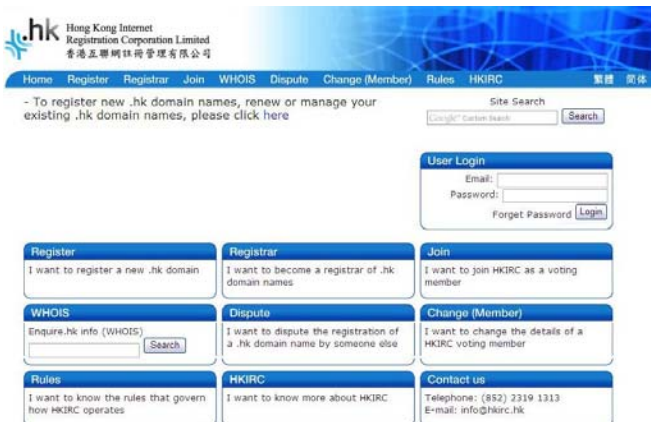 .hk
Hong Kong Internet
Registration Corporation Limited
香港互聯網註冊管理有限公司
Home Register Registrar Join WHOIS Dispute Change (Member) Rules HKIRC 繁體 简体
- To register new .hk domain names, renew or manage your
existing .hk domain names, please click here
Site Search
Google™ Custom Search Search
User Login
Email:
Password:
Forget Password Login
Register
I want to register a new .hk domain
Registrar
I want to become a registrar of .hk
domain names
Join
I want to join HKIRC as a voting
member
WHOIS
Enquire.hk info (WHOIS)
Search
Dispute
I want to dispute the registration of
a .hk domain name by someone else
Change (Member)
I want to change the details of a
HKIRC voting member
Rules
I want to know the rules that govern
how HKIRC operates
HKIRC
I want to know more about HKIRC
Contact us
Telephone: (852) 2319 1313
E-mail: info@hkirc.hk